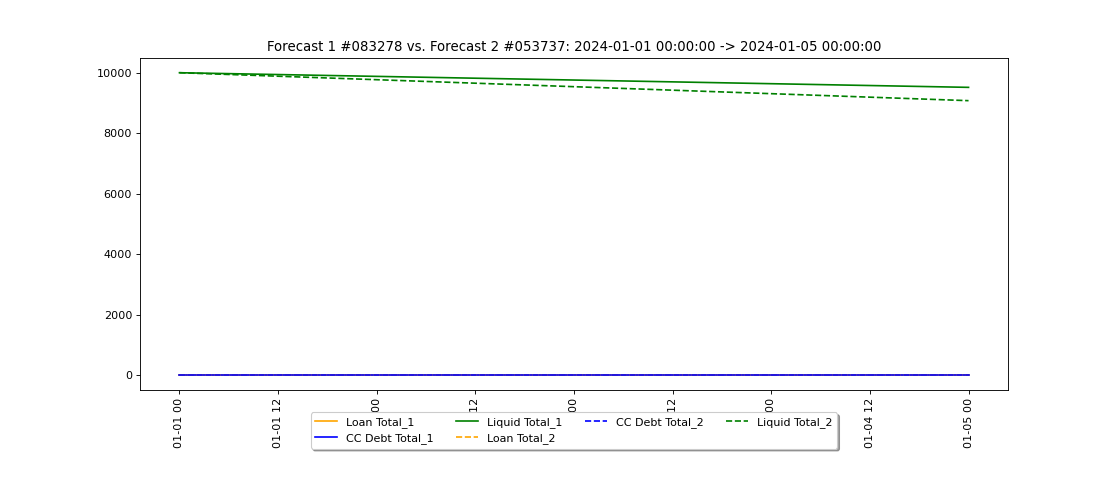 Forecast 1 #083278 vs. Forecast 2 #053737: 2024-01-01 00:00:00 -> 2024-01-05 00:00:00
10000
8000
6000
4000
2000
0
01-01 00
01-01 12
00
12
00
12
00
01-04 12
01-05 00
Loan Total_1
Liquid Total_1
CC Debt Total_2
Liquid Total_2
CC Debt Total_1
Loan Total_2